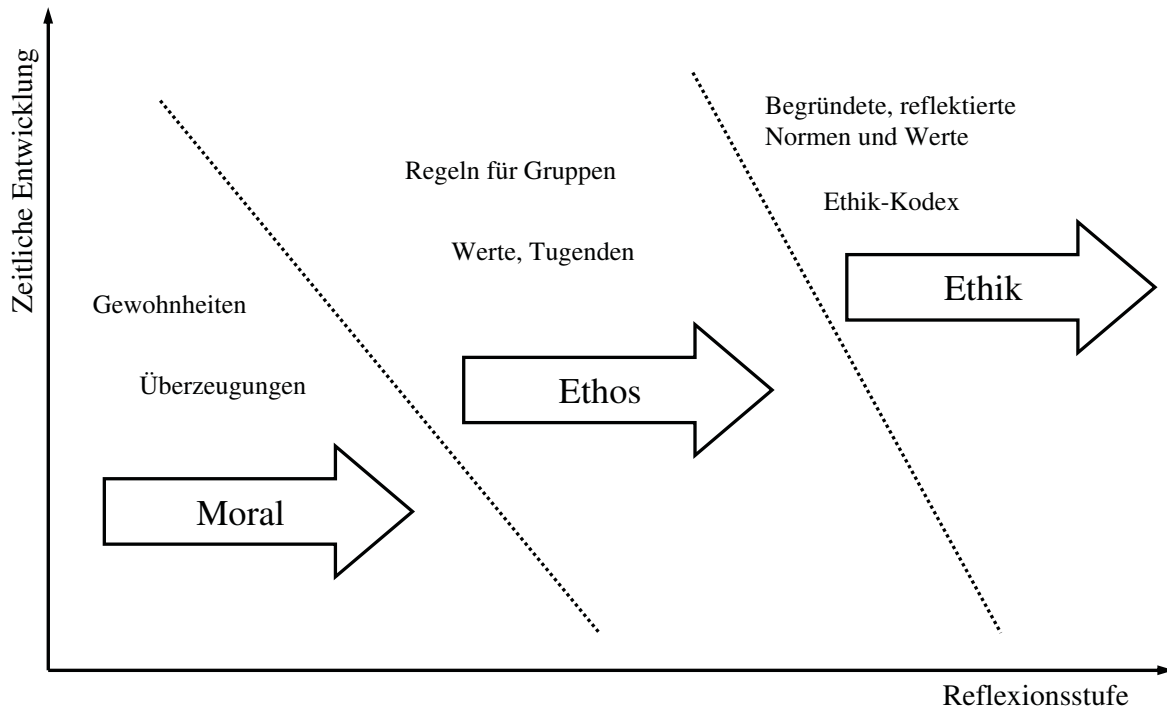 Zeitliche Entwicklung
Begründete, reflektierte
Normen und Werte
Regeln für Gruppen
Ethik-Kodex
Werte, Tugenden
Ethik
Gewohnheiten
Überzeugungen
Ethos
Moral
Reflexionsstufe